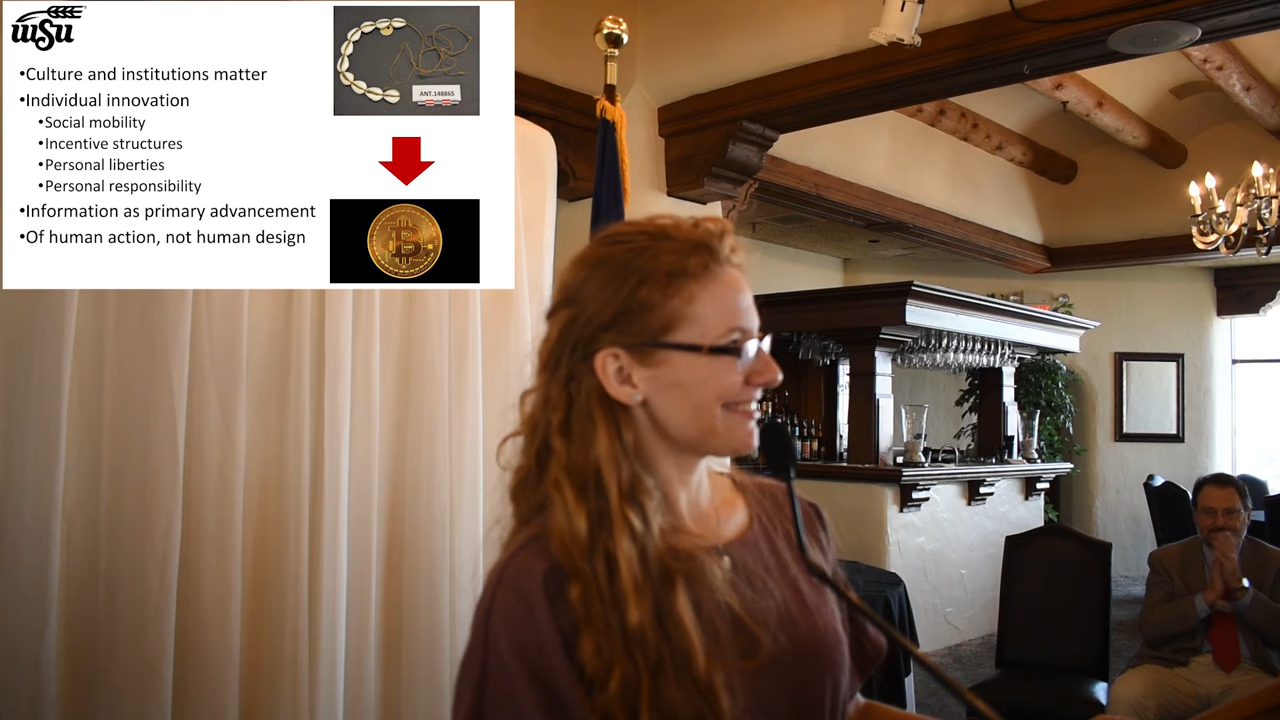 wsu
•Culture and institutions matter
•Individual innovation
•Social mobility
•Incentive structures
•Personal liberties
•Personal responsibility
•Information as primary advancement
•Of human action, not human design
ANT.148865